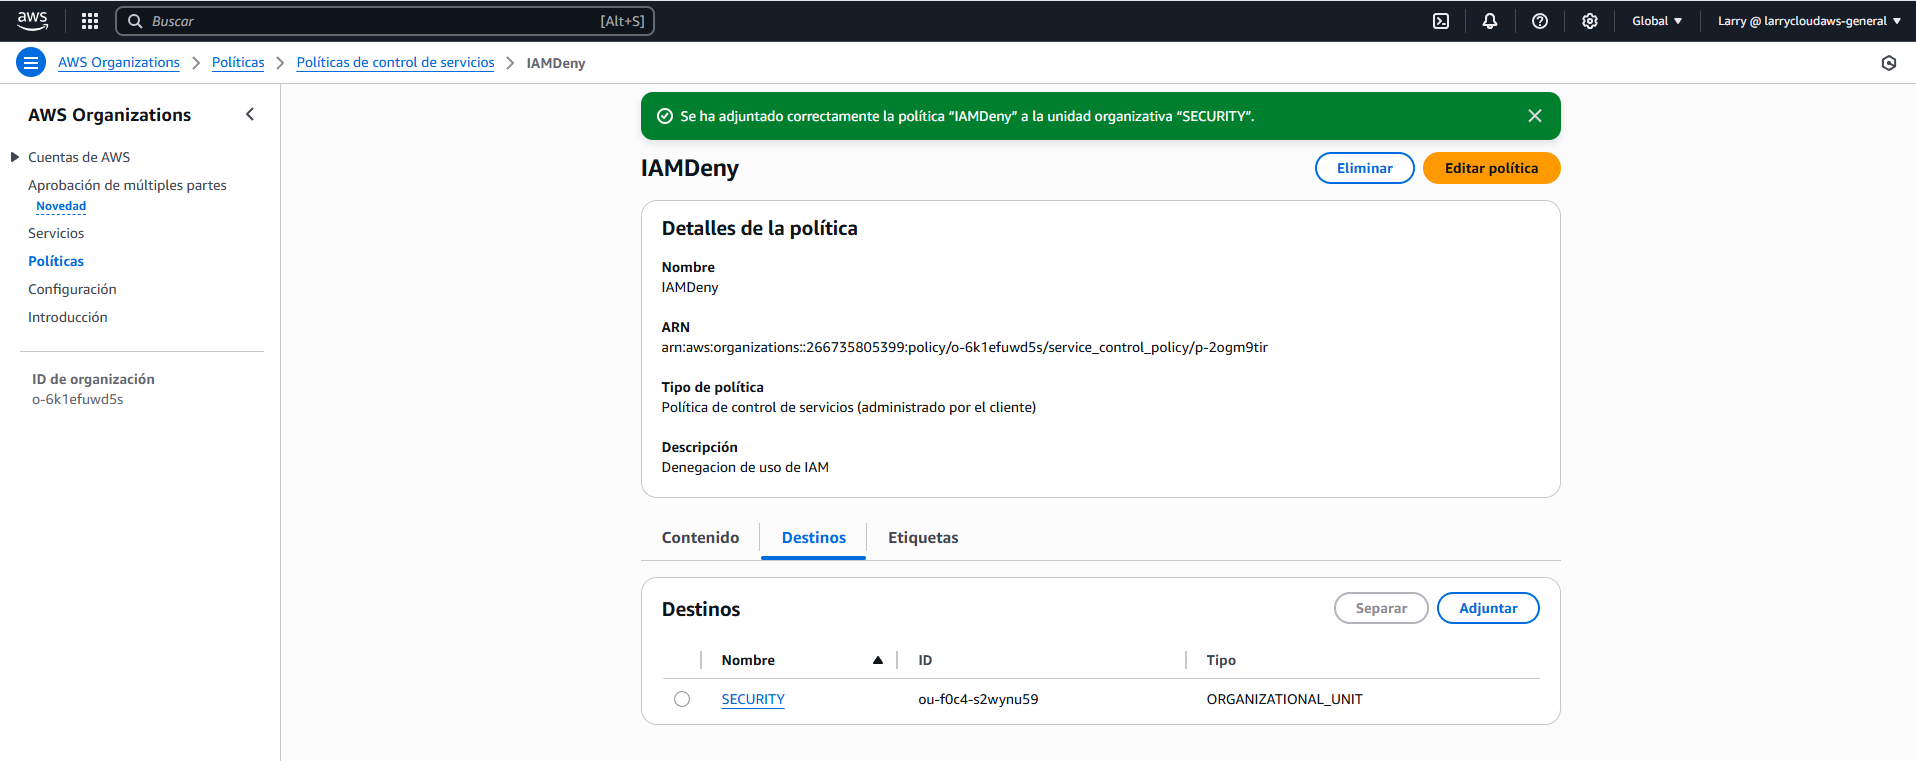 aws
Buscar [Alt+S]
Global
Larry @ larrycloudaws-general
AWS Organizations
Políticas
Políticas de control de servicios
IAMDeny
AWS Organizations
Cuentas de AWS
Aprobación de múltiples partes
Novedad
Servicios
Políticas
Configuración
Introducción
ID de organización
o-6k1efuwd5s
Se ha adjuntado correctamente la política “IAMDeny” a la unidad organizativa “SECURITY”.
IAMDeny
Eliminar
Editar política
Detalles de la política
Nombre
IAMDeny
ARN
arn:aws:organizations::266735805399:policy/o-6k1efuwd5s/service_control_policy/p-2ogm9tir
Tipo de política
Política de control de servicios (administrado por el cliente)
Descripción
Denegacion de uso de IAM
Contenido
Destinos
Etiquetas
Destinos
Separar
Adjuntar
Nombre ID Tipo
SECURITY ou-f0c4-s2wynu59 ORGANIZATIONAL_UNIT